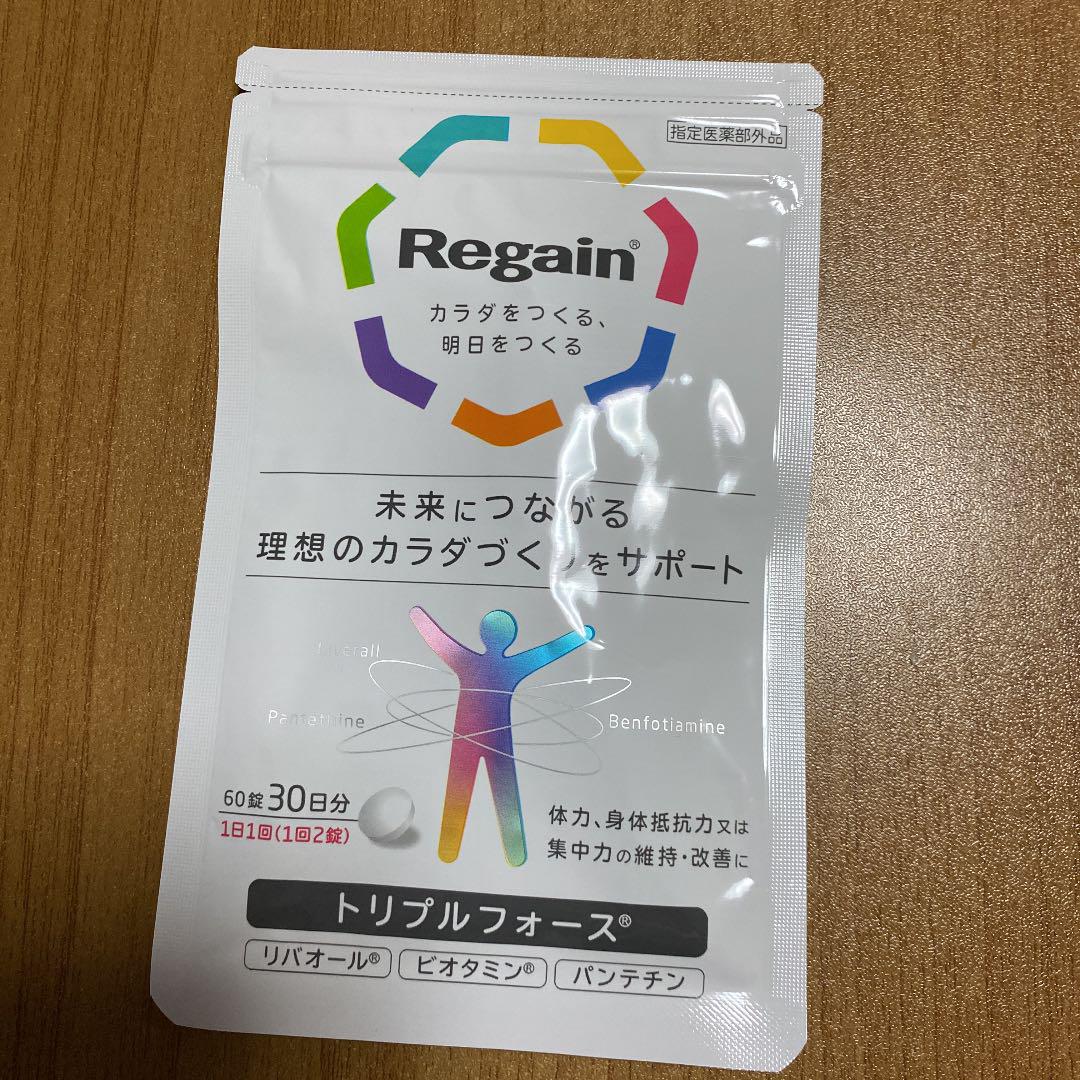 指定医薬部外品
Regain®
カラダをつくる、
明日をつくる
未来につながる
理想のカラダづくりをサポート
Benfotiamine
60錠30日分
1日1回(1回2錠)
体力、身体抵抗力又は
集中力の維持・改善に
トリプルフォース®
リバオール®
ビオタミン®
パンテチン